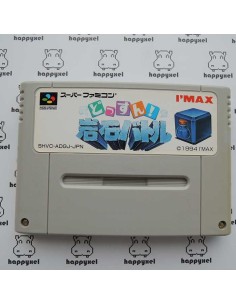 スーパーファミコン
I'MAX
どっすん!
岩石バトル
SHVC-ADGJ-JPN
©1994 I'MAX
happyxel